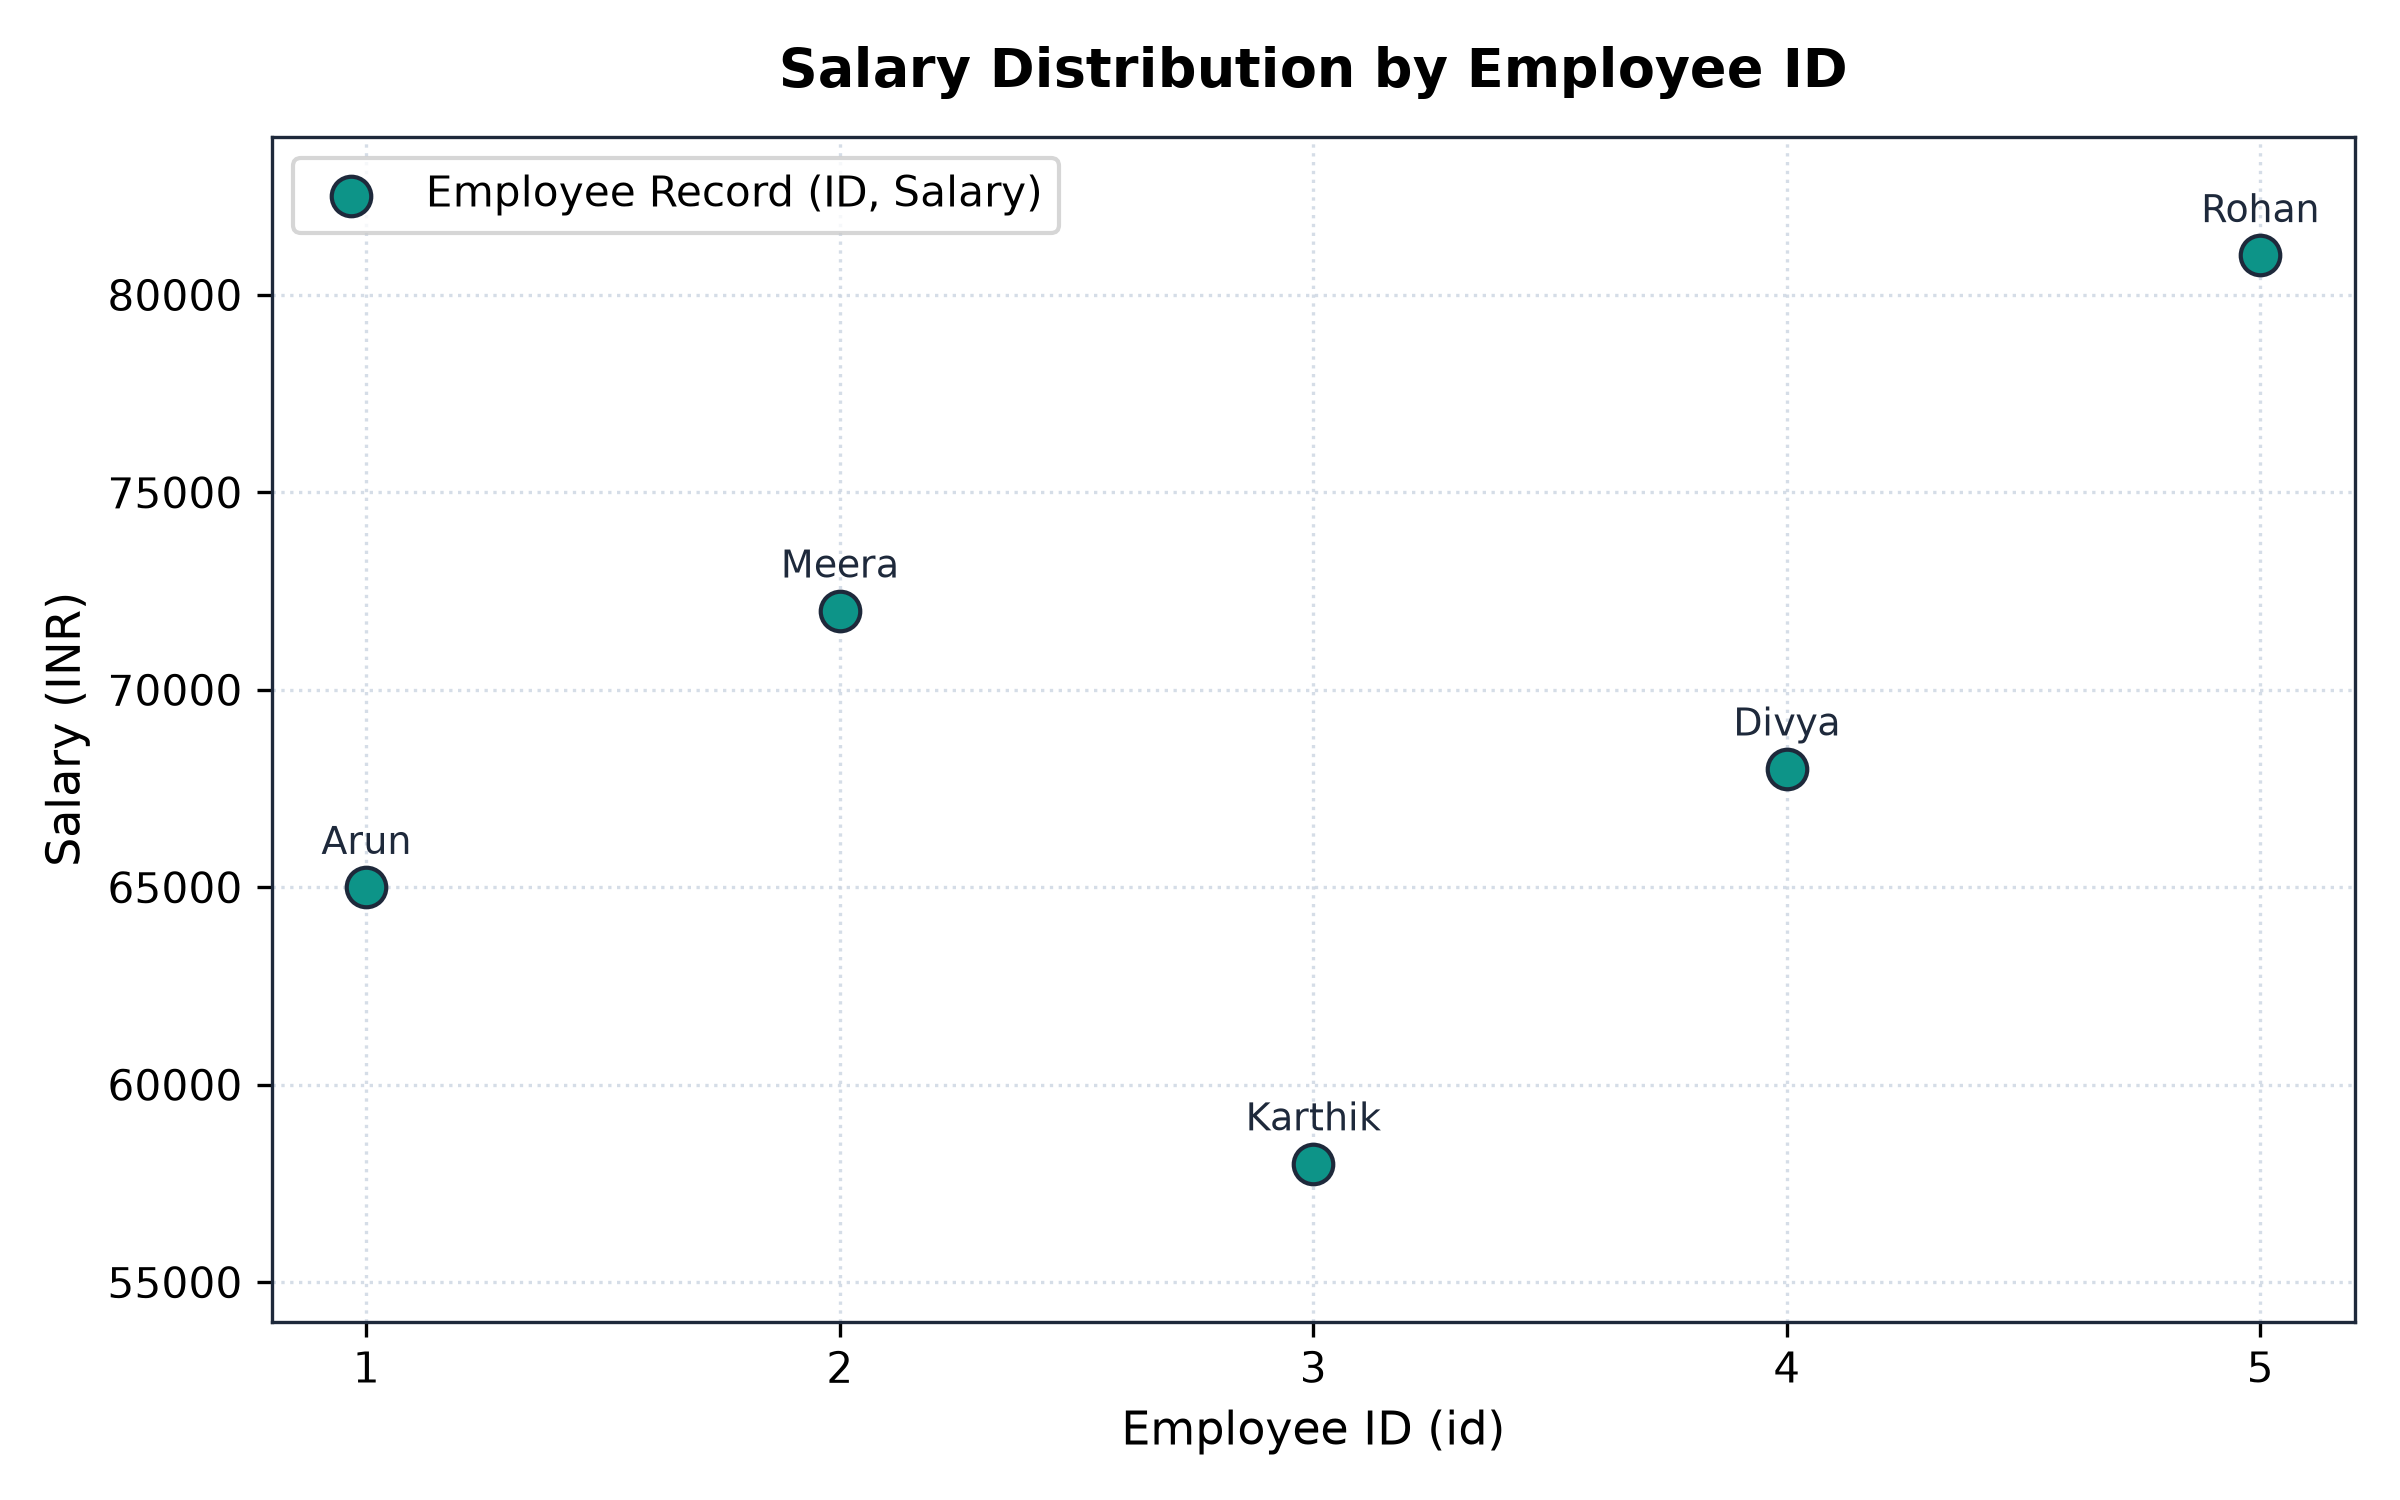 Salary Distribution by Employee ID
Employee Record (ID, Salary)
Rohan
80000
75000
Meera
70000
Divya
Salary (INR)
Arun
65000
60000
Karthik
55000
1 2 3 4 5
Employee ID (id)